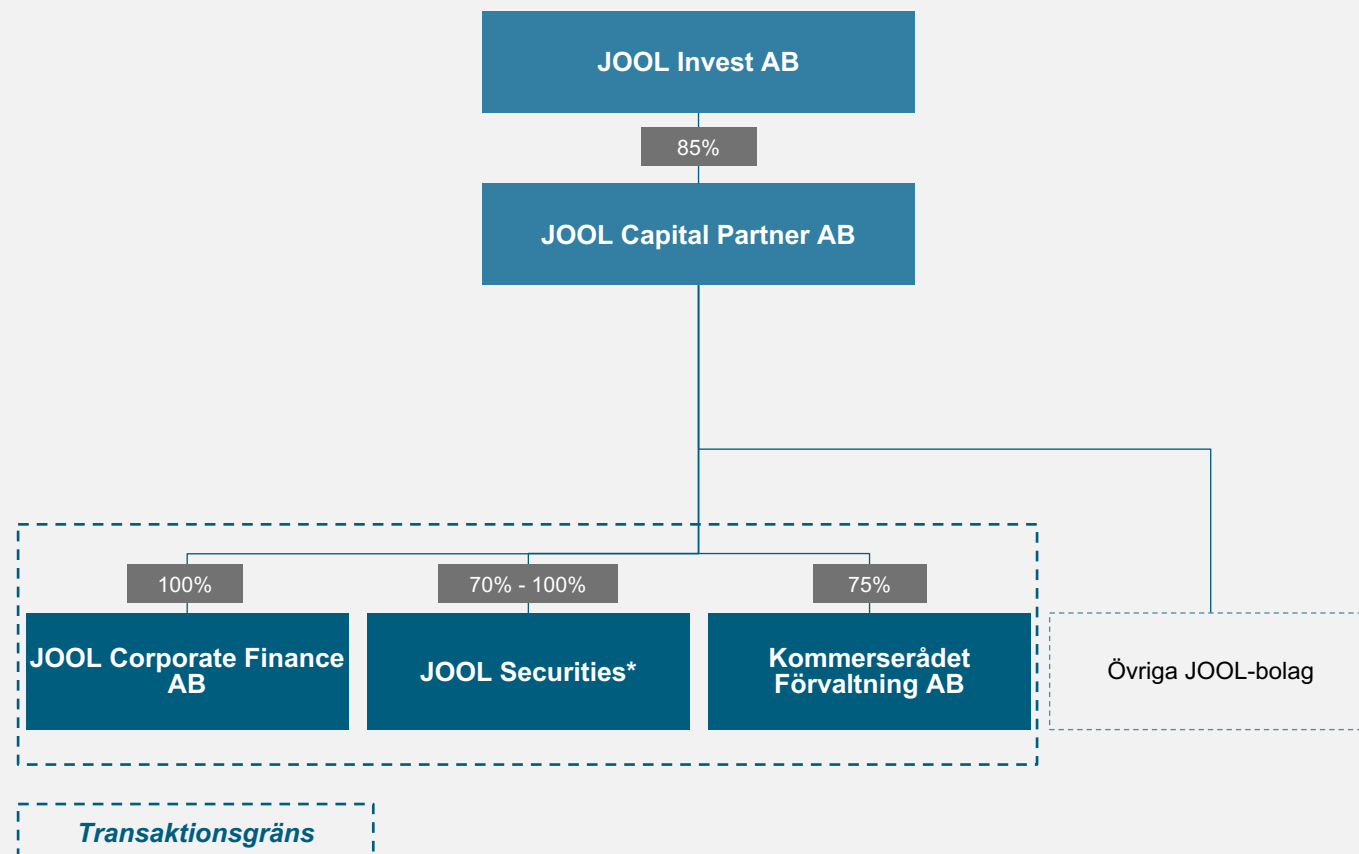 JOOL Invest AB
85%
JOOL Capital Partner AB
100%
70% - 100%
75%
JOOL Corporate Finance
AB
JOOL Securities*
Kommerserådet
Förvaltning AB
Övriga JOOL-bolag
Transaktionsgräns